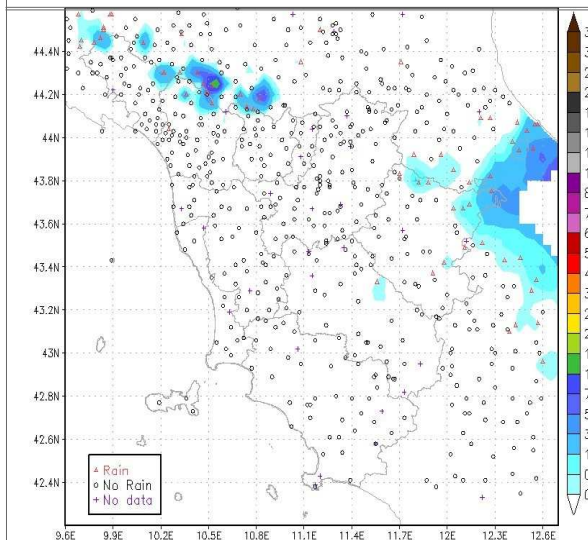 44.4N
44.2N
44N
43.8N
43.6N
43.4N
43.2N
43N
42.8N
42.6N
42.4N
Rain
No Rain
No data
9.6E 9.9E 10.2E 10.5E 10.8E 11.1E 11.4E 11.7E 12E 12.3E 12.6E